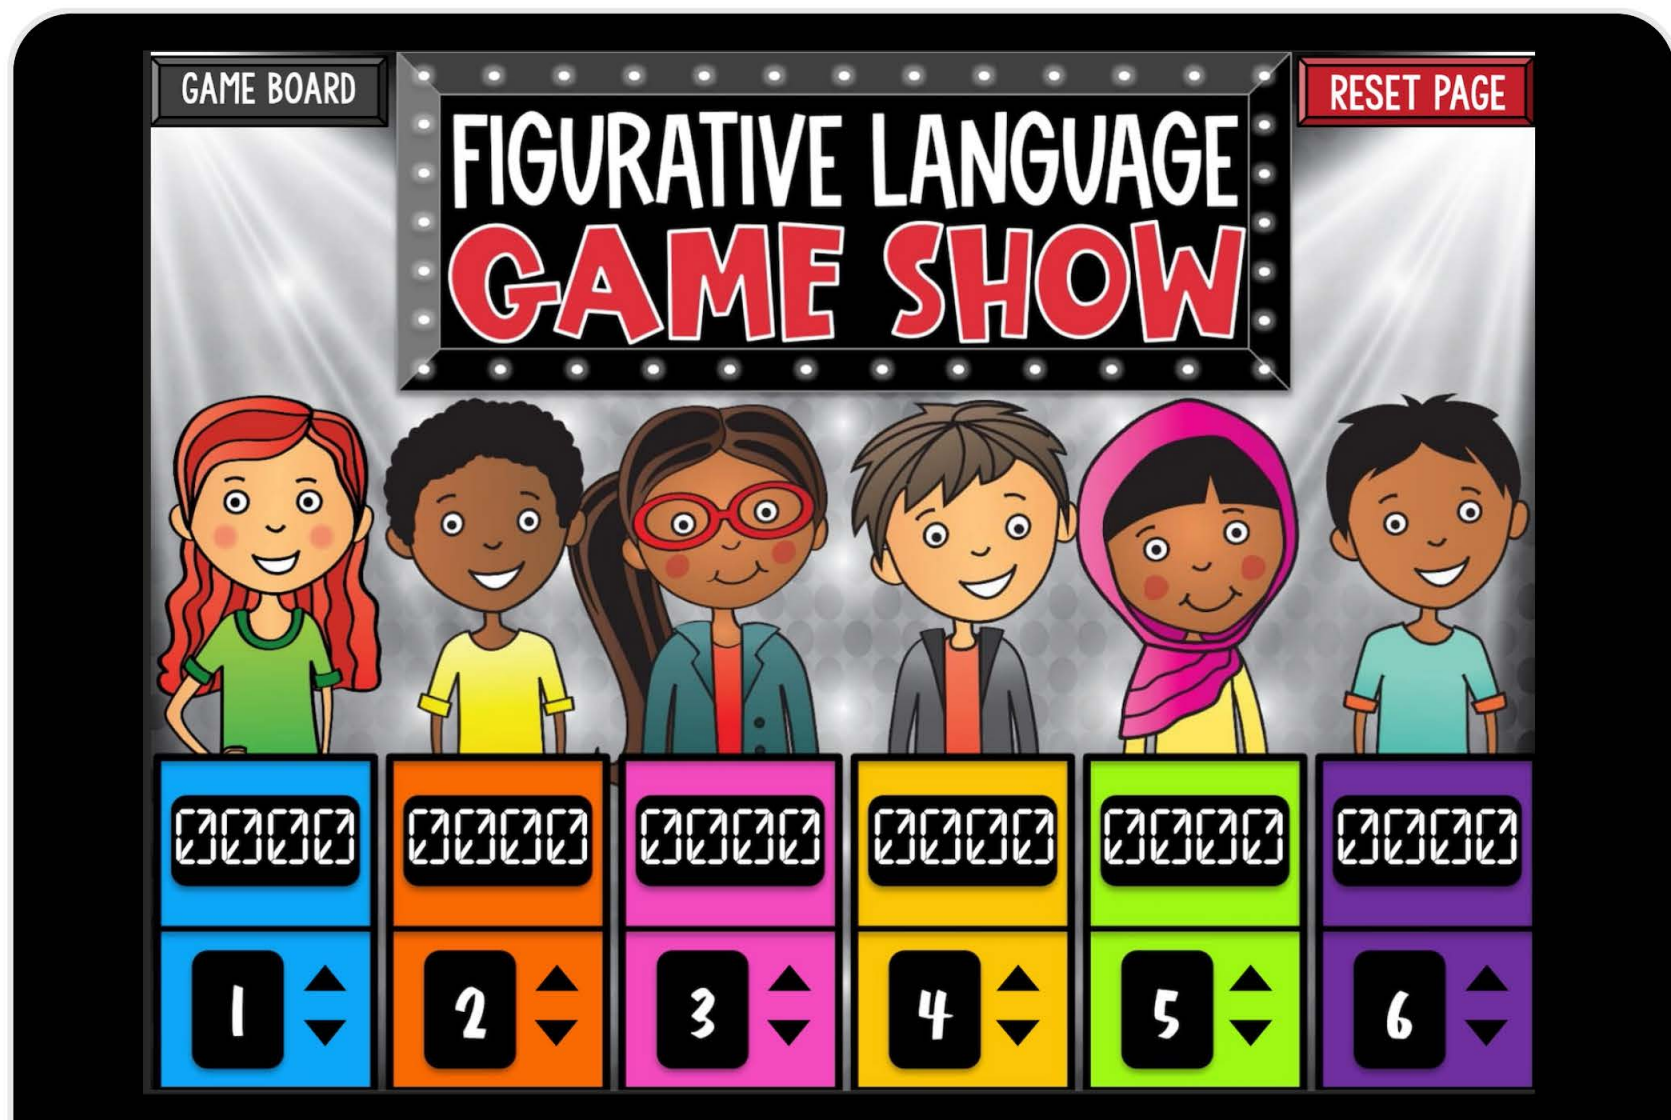 GAME BOARD
FIGURATIVE LANGUAGE
GAME SHOW
RESET PAGE
0000 0000 0000 0000 0000 0000
1 2 3 4 5 6